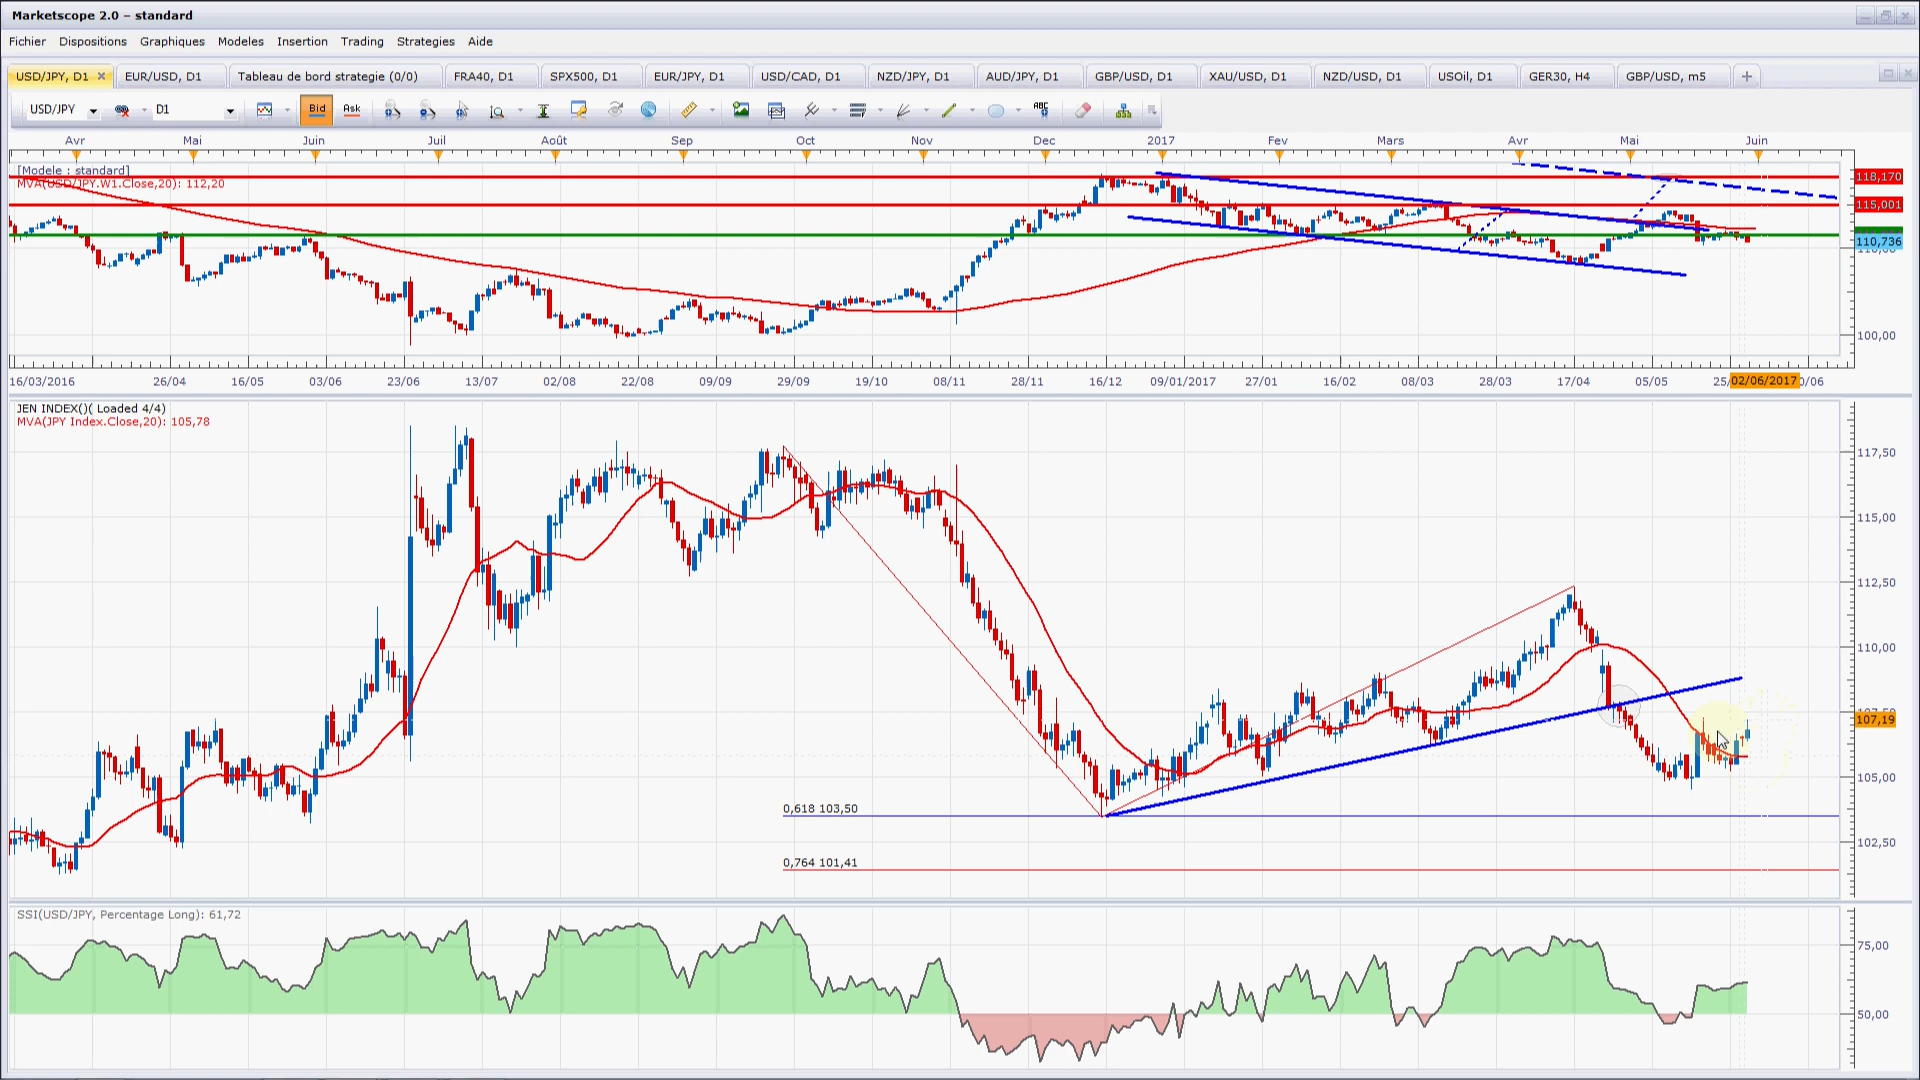 Marketscope 2.0 – standard
Fichier Dispositions Graphiques Modeles Insertion Trading Strategies Aide
USD/JPY, D1 EUR/USD, D1 Tableau de bord strategie (0/0) FRA40, D1 SPX500, D1 EUR/JPY, D1 USD/CAD, D1 NZD/JPY, D1 AUD/JPY, D1 GBP/USD, D1 XAU/USD, D1 NZD/USD, D1 USOil, D1 GER30, H4 GBP/USD, m5
USD/JPY D1 Bid Ask ABC
Avr Mai Juin Juil Août Sep Oct Nov Dec 2017 Fev Mars Avr Mai Juin
[Modele : standard]
MVA(USD/JPY.W1.Close,20): 112,20
118,170
115,001
110,736
100,00
16/03/2016 26/04 16/05 03/06 23/06 13/07 02/08 22/08 09/09 29/09 19/10 08/11 28/11 16/12 09/01/2017 27/01 16/02 08/03 28/03 17/04 05/05 25/ 02/06/2017 0/06
JEN INDEX()( Loaded 4/4)
MVA(JPY Index.Close,20): 105,78
117,50
115,00
112,50
110,00
107,19
105,00
0,618 103,50
102,50
0,764 101,41
SSI(USD/JPY, Percentage Long): 61,72
75,00
50,00